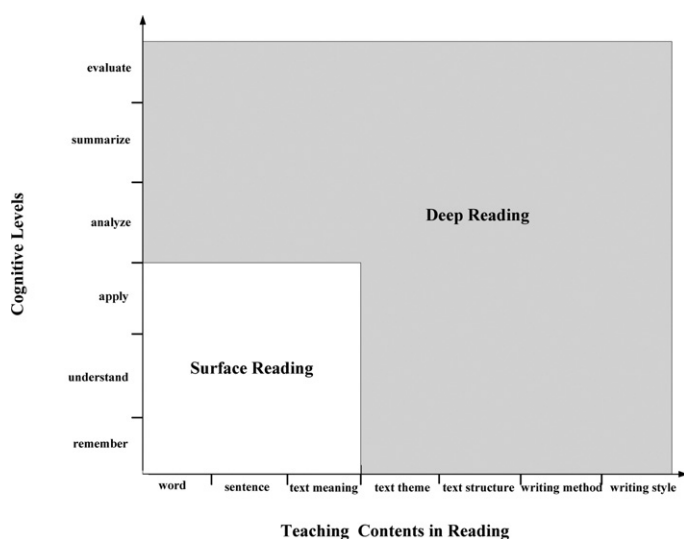 evaluate
summarize
analyze
apply
understand
remember
Cognitive Levels
Deep Reading
Surface Reading
word sentence text meaning text theme text structure writing method writing style
Teaching Contents in Reading